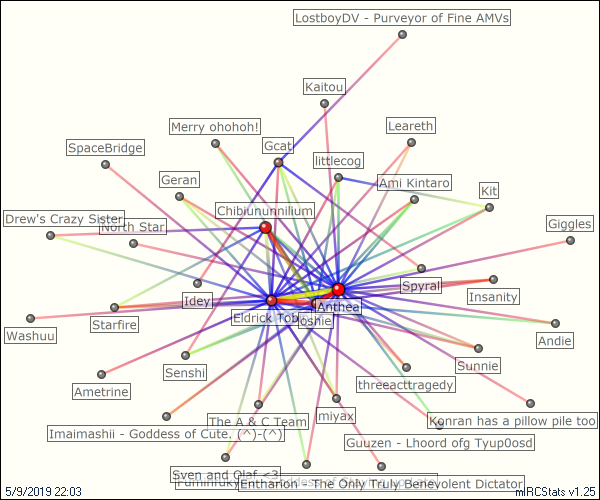 LostboyDV - Purveyor of Fine AMVs
Kaitou
Merry ohohoh!
Leareth
SpaceBridge
Gcat
littlecog
Geran
Ami Kintaro
Kit
Drew's Crazy Sister
North Star
Chibiununnilium
Giggles
Idey
Spyral
Insanity
Eldrick Tob
Anthea
Joshie
Washuu
Starfire
Andie
Senshi
Sunnie
Ametrine
threeacttragedy
The A & C Team
miyax
Konran has a pillow pile too
Imaimashii - Goddess of Cute. (^)-(^)
Guuzen - Lhoord ofg Tyup0osd
Sven and Olaf <3
Enthanion - The Only Truly Benevolent Dictator
5/9/2019 22:03
mIRCStats v1.25